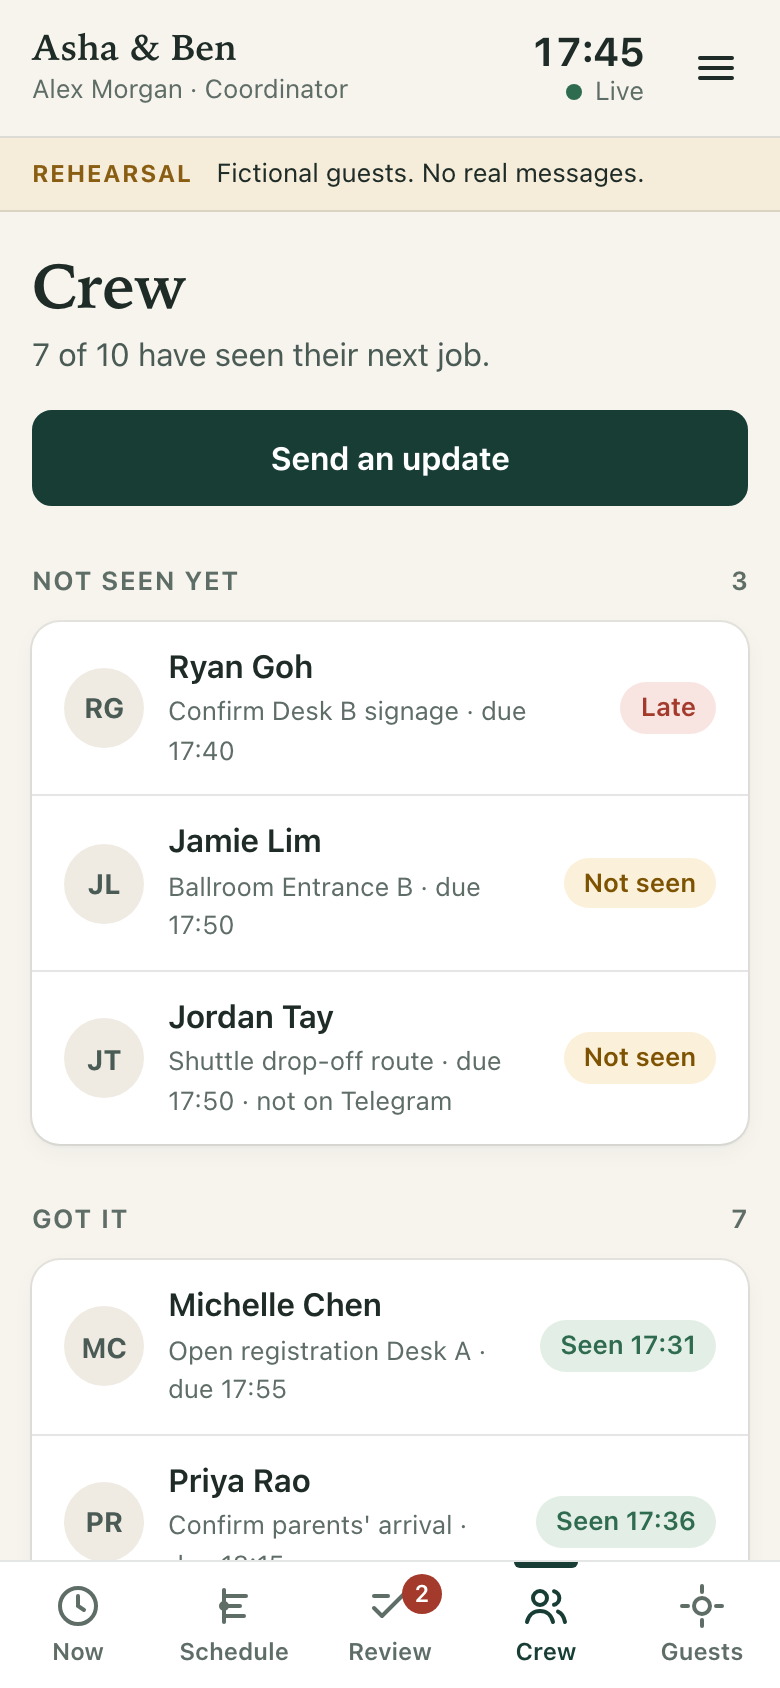 Asha & Ben
Alex Morgan · Coordinator
17:45
Live
REHEARSAL Fictional guests. No real messages.
Crew
7 of 10 have seen their next job.
Send an update
NOT SEEN YET 3
RG
Ryan Goh
Confirm Desk B signage · due
17:40
Late
JL
Jamie Lim
Ballroom Entrance B · due
17:50
Not seen
JT
Jordan Tay
Shuttle drop-off route · due
17:50 · not on Telegram
Not seen
GOT IT 7
MC
Michelle Chen
Open registration Desk A ·
due 17:55
Seen 17:31
PR
Priya Rao
Confirm parents' arrival ·
Seen 17:36
Now
Schedule
2
Review
Crew
Guests